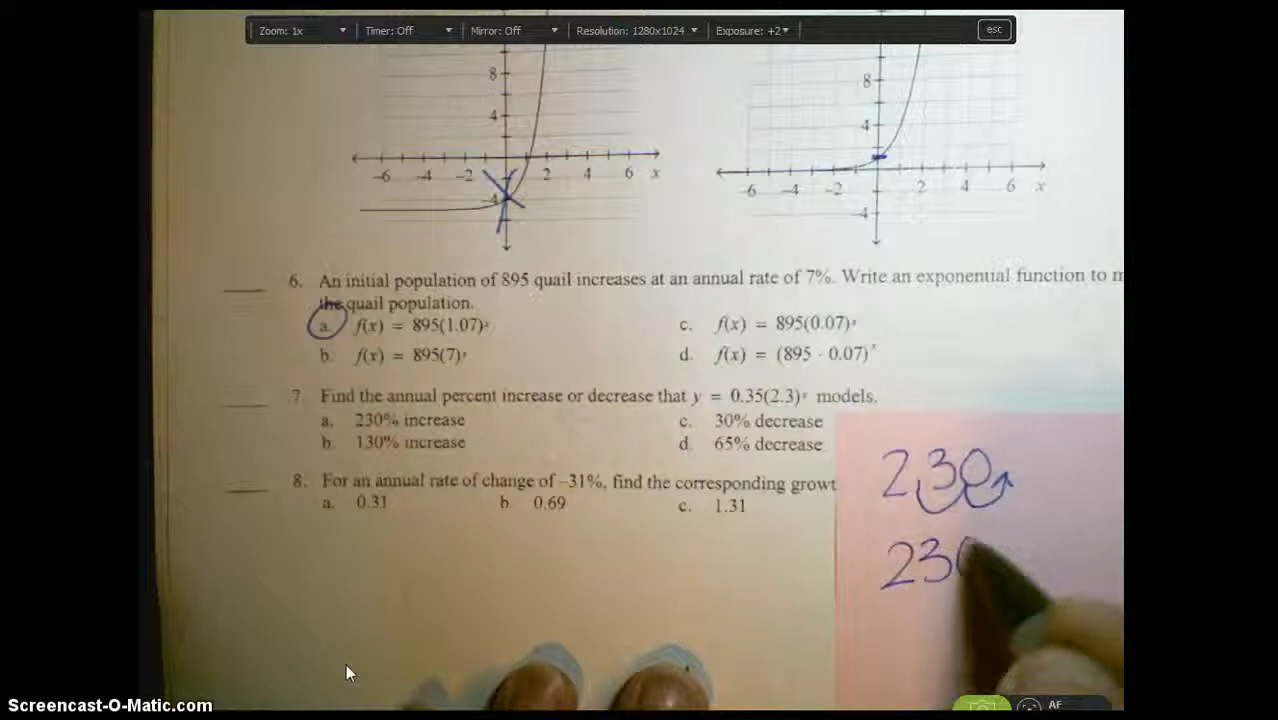 Zoom: 1x Timer: Off Mirror: Off Resolution: 1280x1024 Exposure: +2 esc
8 8
4 4
-6 -4 -2 2 4 6 x -6 -4 -2 2 4 6 x
-4 -4
6. An initial population of 895 quail increases at an annual rate of 7%. Write an exponential function to m
the quail population.
a. f(x) = 895(1.07)ˣ c. f(x) = 895(0.07)ˣ
b. f(x) = 895(7)ˣ d. f(x) = (895 · 0.07)ˣ
7. Find the annual percent increase or decrease that y = 0.35(2.3)ˣ models.
a. 230% increase c. 30% decrease
b. 130% increase d. 65% decrease
230
8. For an annual rate of change of –31%, find the corresponding growt
a. 0.31 b. 0.69 c. 1.31
23
AF
Screencast-O-Matic.com